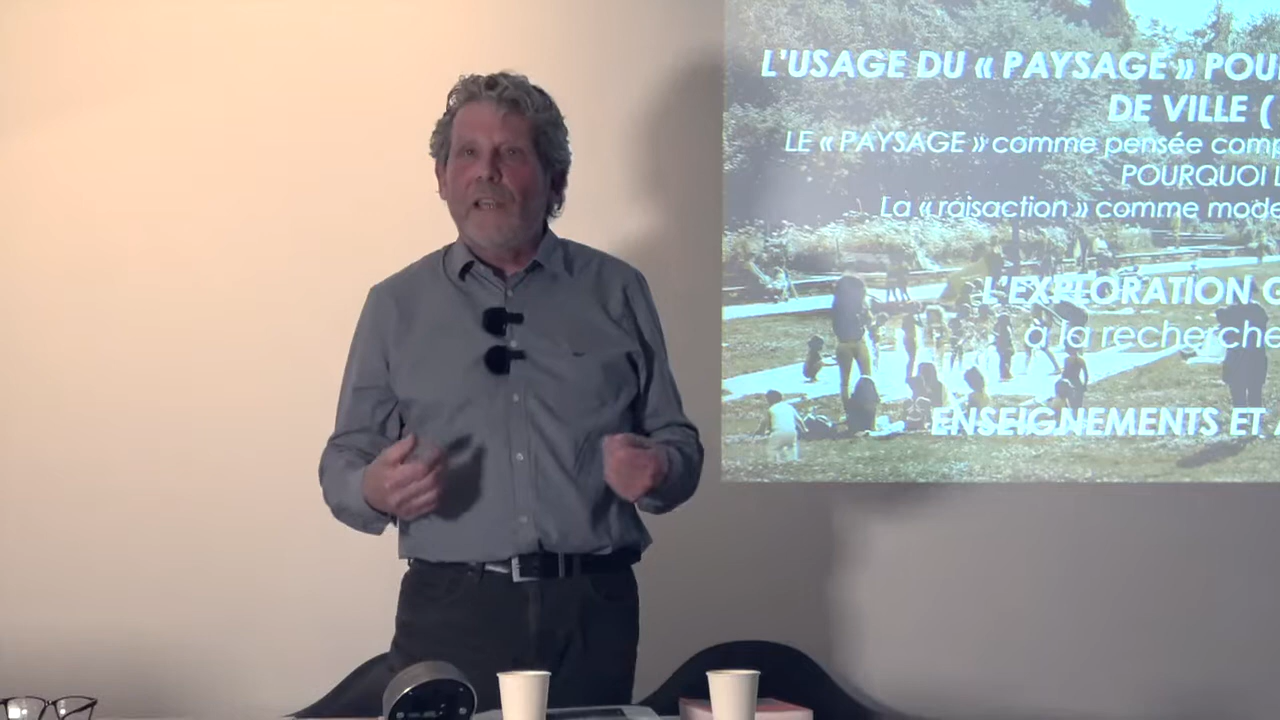 L'USAGE DU « PAYSAGE » POU
DE VILLE (
LE « PAYSAGE » comme pensée comp
POURQUOI L
La « raisaction » comme mode
L'EXPLORATION G
à la recherche
ENSEIGNEMENTS ET A